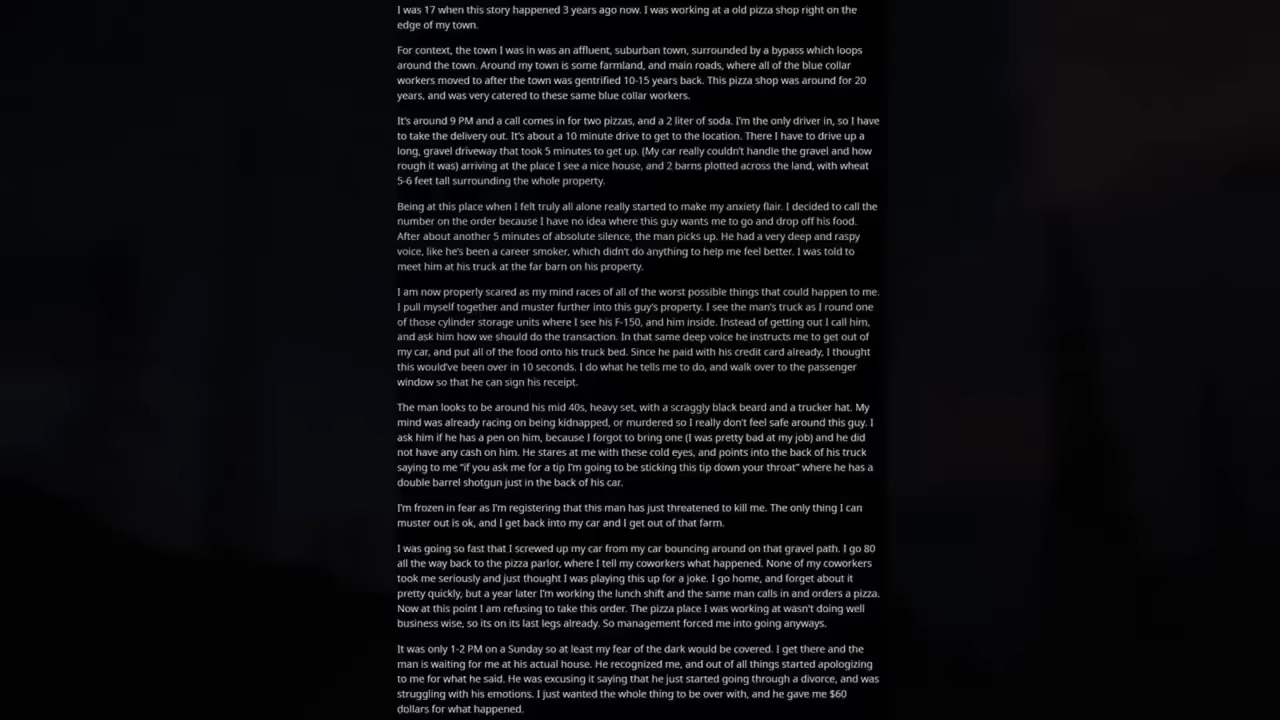 I was 17 when this story happened 3 years ago now. I was working at a old pizza shop right on the
edge of my town.
For context, the town I was in was an affluent, suburban town, surrounded by a bypass which loops
around the town. Around my town is some farmland, and main roads, where all of the blue collar
workers moved to after the town was gentrified 10-15 years back. This pizza shop was around for 20
years, and was very catered to these same blue collar workers.
It's around 9 PM and a call comes in for two pizzas, and a 2 liter of soda. I'm the only driver in, so I have
to take the delivery out. It's about a 10 minute drive to get to the location. There I have to drive up a
long, gravel driveway that took 5 minutes to get up. (My car really couldn't handle the gravel and how
rough it was) arriving at the place I see a nice house, and 2 barns plotted across the land, with wheat
5-6 feet tall surrounding the whole property.
Being at this place when I felt truly all alone really started to make my anxiety flair. I decided to call the
number on the order because I have no idea where this guy wants me to go and drop off his food.
After about another 5 minutes of absolute silence, the man picks up. He had a very deep and raspy
voice, like he's been a career smoker, which didn't do anything to help me feel better. I was told to
meet him at his truck at the far barn on his property.
I am now properly scared as my mind races of all of the worst possible things that could happen to me.
I pull myself together and muster further into this guy's property. I see the man's truck as I round one
of those cylinder storage units where I see his F-150, and him inside. Instead of getting out I call him,
and ask him how we should do the transaction. In that same deep voice he instructs me to get out of
my car, and put all of the food onto his truck bed. Since he paid with his credit card already, I thought
this would've been over in 10 seconds. I do what he tells me to do, and walk over to the passenger
window so that he can sign his receipt.
The man looks to be around his mid 40s, heavy set, with a scraggly black beard and a trucker hat. My
mind was already racing on being kidnapped, or murdered so I really don't feel safe around this guy. I
ask him if he has a pen on him, because I forgot to bring one (I was pretty bad at my job) and he did
not have any cash on him. He stares at me with these cold eyes, and points into the back of his truck
saying to me "if you ask me for a tip I'm going to be sticking this tip down your throat" where he has a
double barrel shotgun just in the back of his car.
I'm frozen in fear as I'm registering that this man has just threatened to kill me. The only thing I can
muster out is ok, and I get back into my car and I get out of that farm.
I was going so fast that I screwed up my car from my car bouncing around on that gravel path. I go 80
all the way back to the pizza parlor, where I tell my coworkers what happened. None of my coworkers
took me seriously and just thought I was playing this up for a joke. I go home, and forget about it
pretty quickly, but a year later I'm working the lunch shift and the same man calls in and orders a pizza.
Now at this point I am refusing to take this order. The pizza place I was working at wasn't doing well
business wise, so its on its last legs already. So management forced me into going anyways.
It was only 1-2 PM on a Sunday so at least my fear of the dark would be covered. I get there and the
man is waiting for me at his actual house. He recognized me, and out of all things started apologizing
to me for what he said. He was excusing it saying that he just started going through a divorce, and was
struggling with his emotions. I just wanted the whole thing to be over with, and he gave me $60
dollars for what happened.